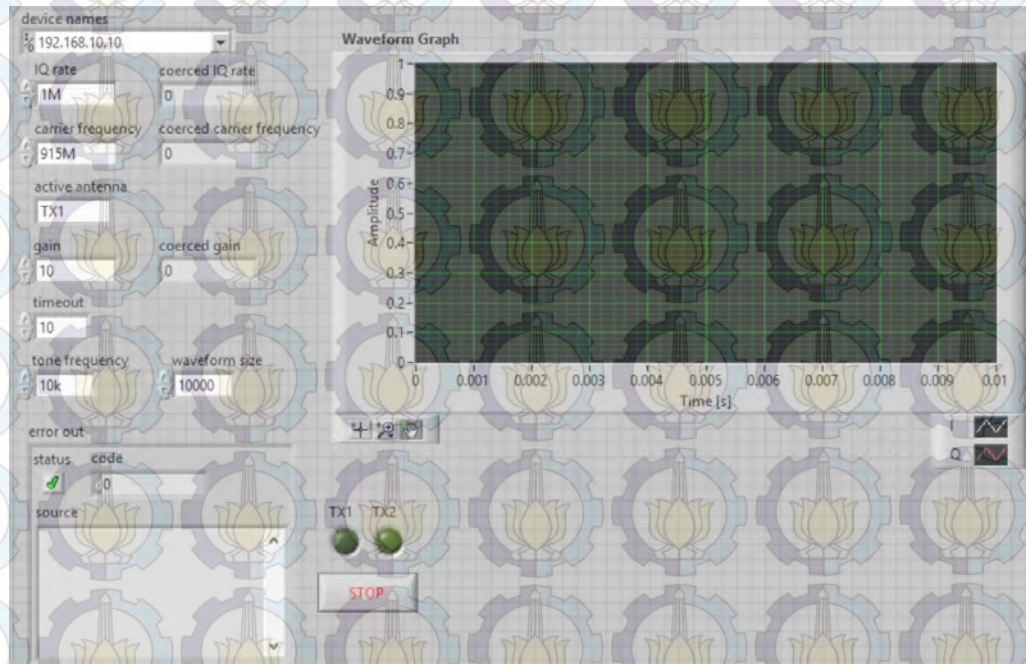 device names
192.168.10.10
IQ rate
coerced IQ rate
1M
0
carrier frequency
coerced carrier frequency
915M
0
active antenna
TX1
gain
coerced gain
10
0
timeout
10
tone frequency
waveform size
10k
10000
error out
status
code
0
source
Waveform Graph
Amplitude
1
0.9
0.8
0.7
0.6
0.5
0.4
0.3
0.2
0.1
0
0 0.001 0.002 0.003 0.004 0.005 0.006 0.007 0.008 0.009 0.01
Time [s]
I
Q
TX1 TX2
STOP